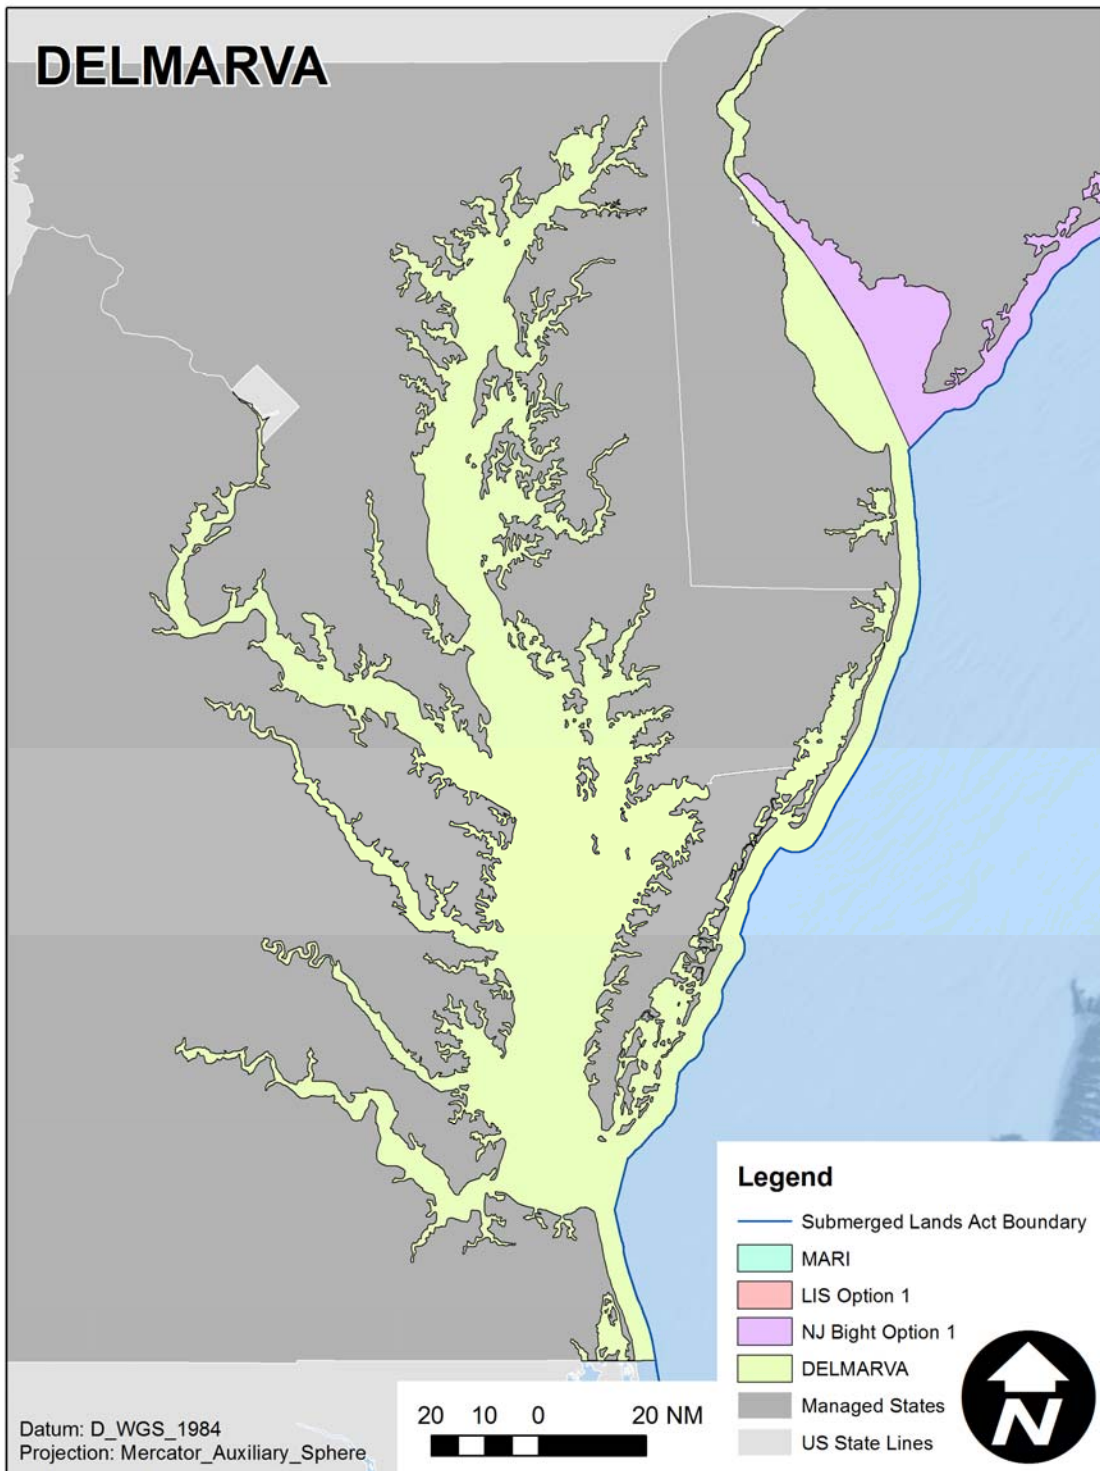 DELMARVA
Legend
Submerged Lands Act Boundary
MARI
LIS Option 1
NJ Bight Option 1
DELMARVA
Managed States
US State Lines
N
20 10 0 20 NM
Datum: D_WGS_1984
Projection: Mercator_Auxiliary_Sphere